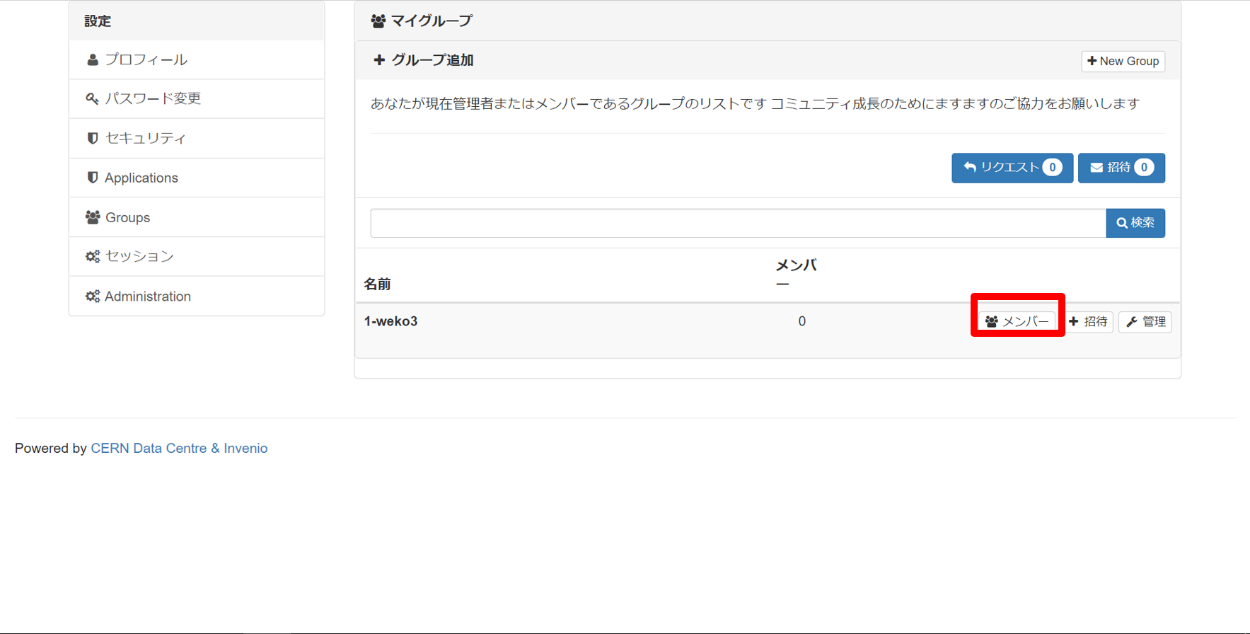 設定
プロフィール
パスワード変更
セキュリティ
Applications
Groups
セッション
Administration
マイグループ
グループ追加
New Group
あなたが現在管理者またはメンバーであるグループのリストです コミュニティ成長のためにますますのご協力をお願いします
リクエスト 0
招待 0
検索
名前
メンバ
ー
1-weko3 0 メンバー 招待 管理
Powered by CERN Data Centre & Invenio